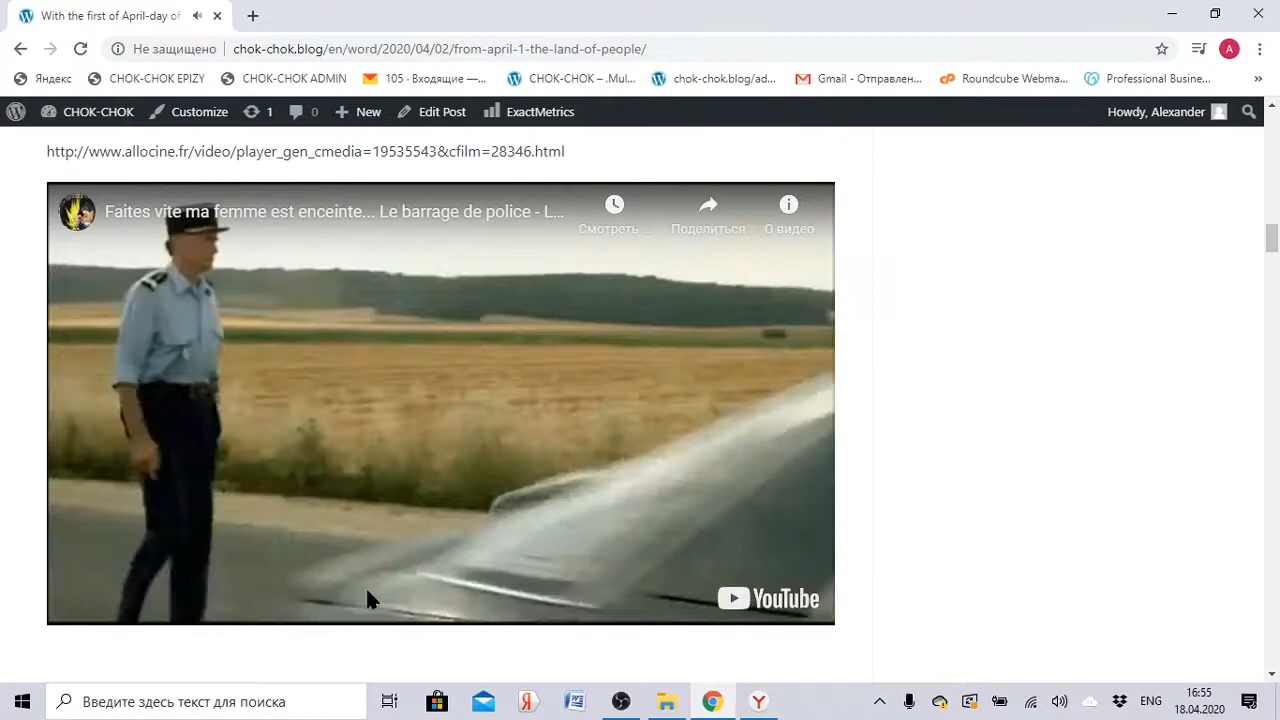 With the first of April-day of
Не защищено chok-chok.blog/en/word/2020/04/02/from-april-1-the-land-of-people/ A
Яндекс CHOK-CHOK EPIZY CHOK-CHOK ADMIN 105 - Входящие —... CHOK-CHOK – .Mul... chok-chok.blog/ad... Gmail - Отправлен... Roundcube Webma... Professional Busine... »
CHOK-CHOK Customize 1 0 New Edit Post ExactMetrics Howdy, Alexander
http://www.allocine.fr/video/player_gen_cmedia=19535543&cfilm=28346.html
Faites vite ma femme est enceinte... Le barrage de police - L...
Смотреть ... Поделиться О видео
YouTube
Введите здесь текст для поиска ENG 16:55
18.04.2020